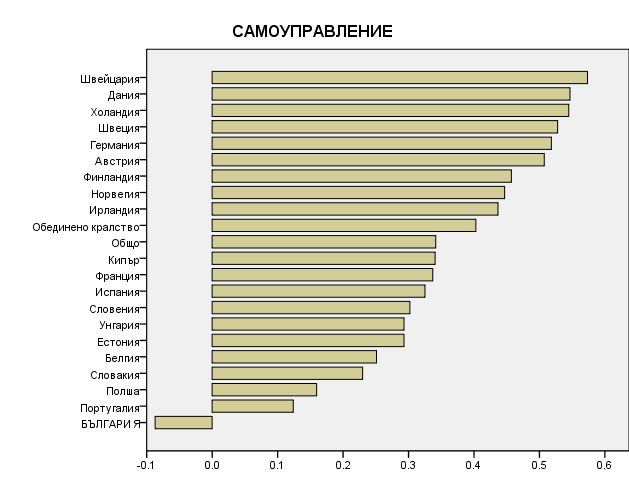 САМОУПРАВЛЕНИЕ
Швейцария
Дания
Холандия
Швеция
Германия
Австрия
Финландия
Норвегия
Ирландия
Обединено кралство
Общо
Кипър
Франция
Испания
Словения
Унгария
Естония
Белгия
Словакия
Полша
Португалия
БЪЛГАРИЯ
-0.1 0.0 0.1 0.2 0.3 0.4 0.5 0.6